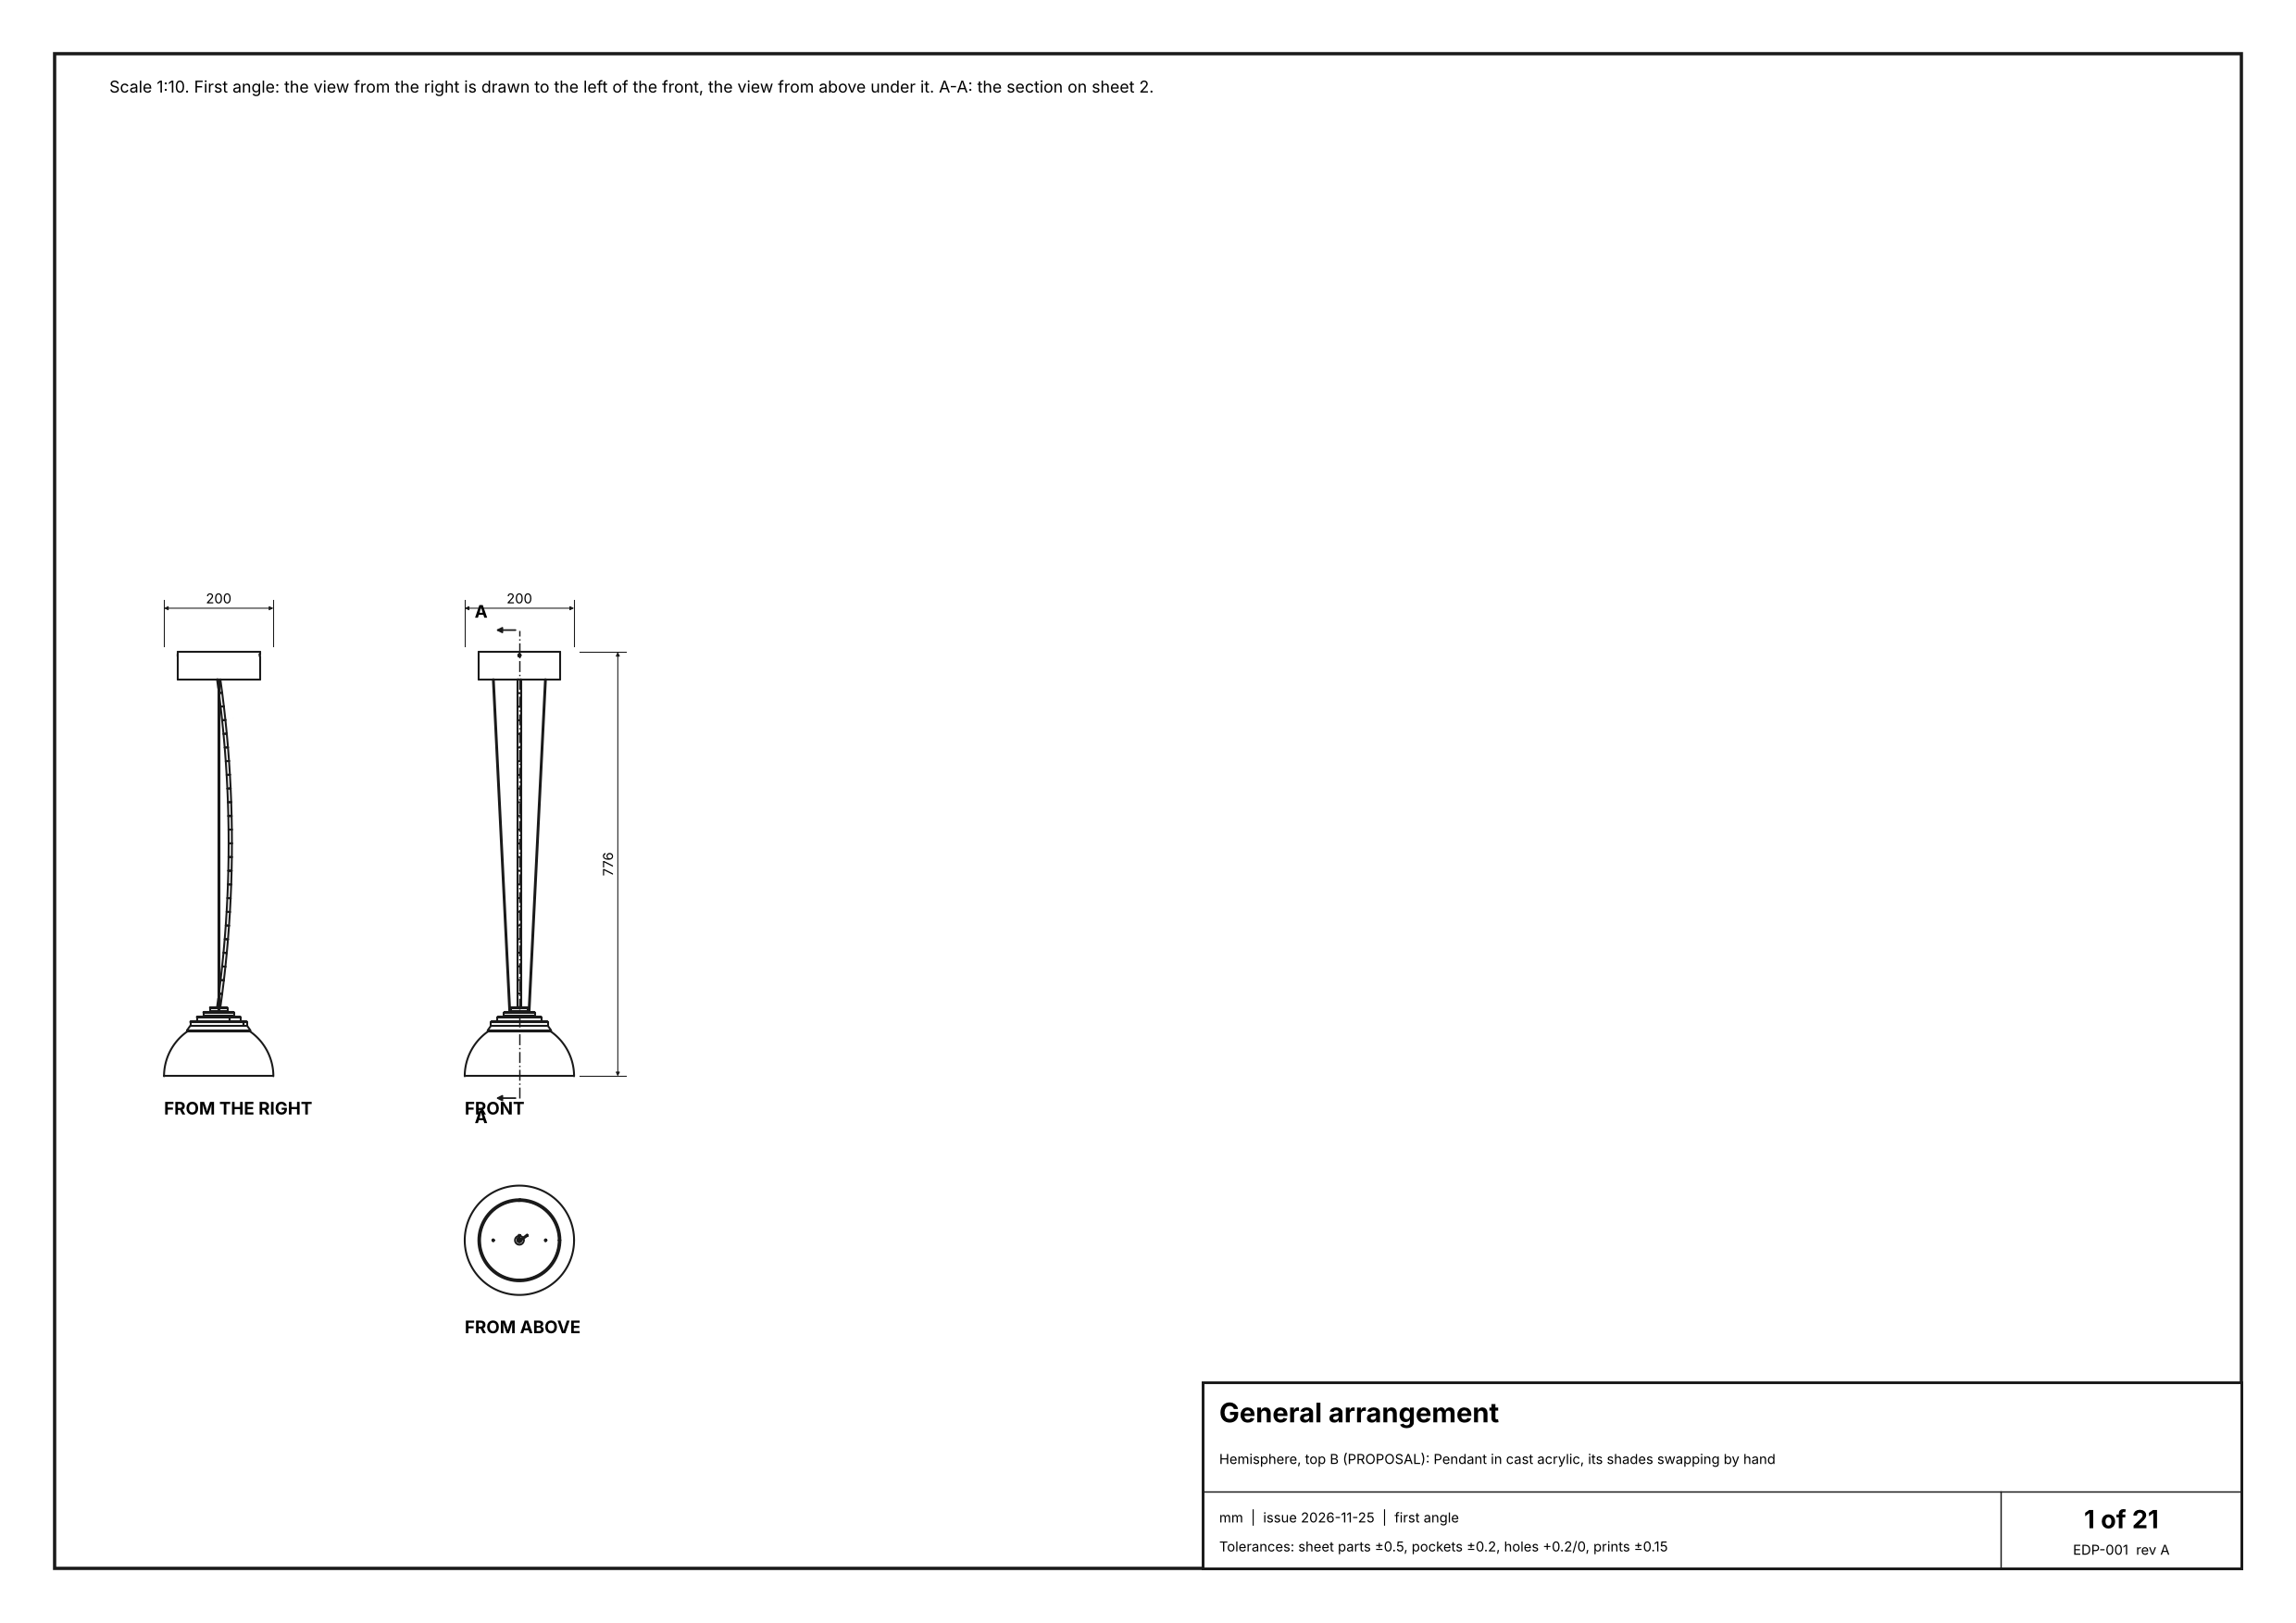 Scale 1:10. First angle: the view from the right is drawn to the left of the front, the view from above under it. A-A: the section on sheet 2.
200
200
A
776
FROM THE RIGHT
FRONT
A
FROM ABOVE
General arrangement
Hemisphere, top B (PROPOSAL): Pendant in cast acrylic, its shades swapping by hand
mm | issue 2026-11-25 | first angle
Tolerances: sheet parts ±0.5, pockets ±0.2, holes +0.2/0, prints ±0.15
1 of 21
EDP-001 rev A